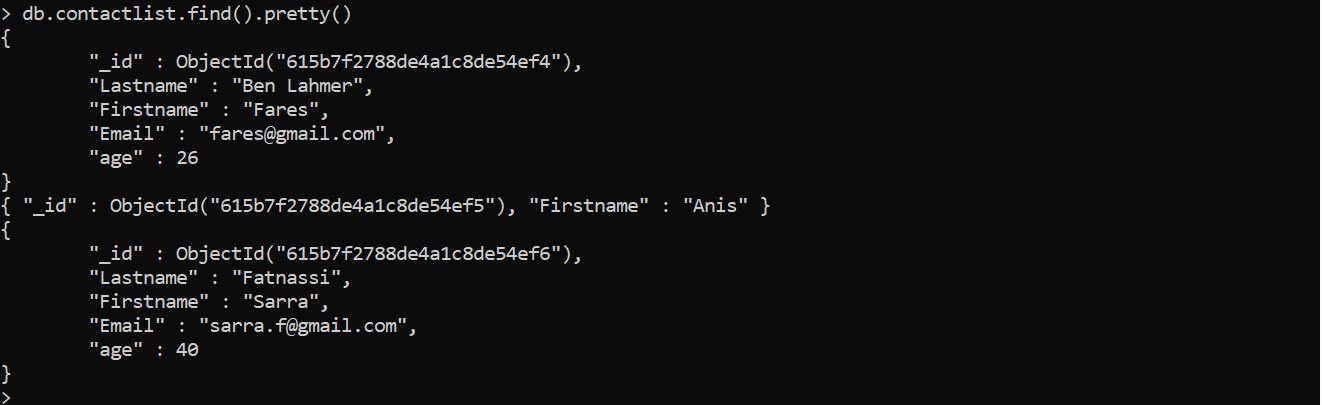 > db.contactlist.find().pretty()
{
        "_id" : ObjectId("615b7f2788de4a1c8de54ef4"),
        "Lastname" : "Ben Lahmer",
        "Firstname" : "Fares",
        "Email" : "fares@gmail.com",
        "age" : 26
}
{ "_id" : ObjectId("615b7f2788de4a1c8de54ef5"), "Firstname" : "Anis" }
{
        "_id" : ObjectId("615b7f2788de4a1c8de54ef6"),
        "Lastname" : "Fatnassi",
        "Firstname" : "Sarra",
        "Email" : "sarra.f@gmail.com",
        "age" : 40
}
>